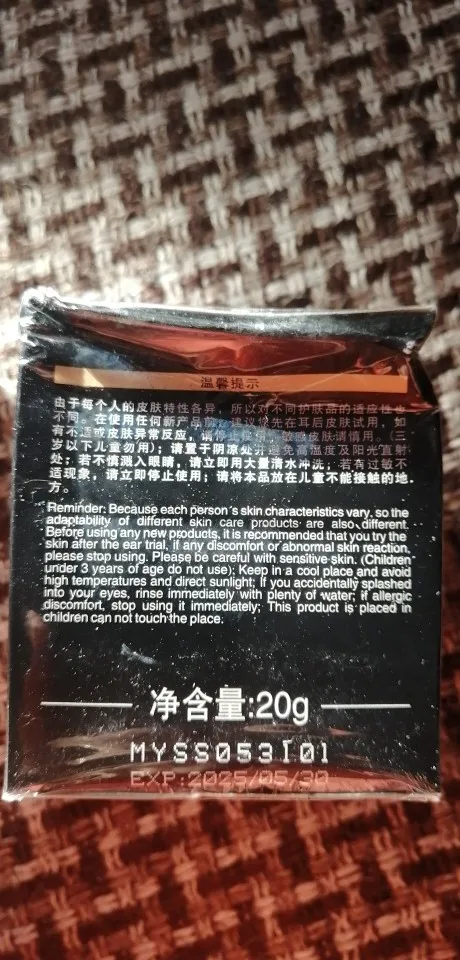 温馨提示
由于每个人的皮肤特性各异，所以对不同护肤品的适应性也
不同。在使用任何新产品前，建议您先在耳后皮肤试用，如
有不适或皮肤异常反应，请停止使用。敏感皮肤请慎用。（三
岁以下儿童勿用）；请置于阴凉处并避免高温度及阳光直射
处；若不慎溅入眼睛，请立即用大量清水冲洗；若有过敏不
适现象，请立即停止使用；请将本品放在儿童不能接触的地
方。
Reminder: Because each person's skin characteristics vary, so the
adaptability of different skin care products are also different.
Before using any new products, it is recommended that you try the
skin after the ear trial, if any discomfort or abnormal skin reaction,
please stop using. Please be careful with sensitive skin. (Children
under 3 years of age do not use); Keep in a cool place and avoid
high temperatures and direct sunlight; If you accidentally splashed
into your eyes, rinse immediately with plenty of water; if allergic
discomfort, stop using it immediately; This product is placed in
children can not touch the place.
净含量:20g
MYSS053I01
EXP:2025/05/30